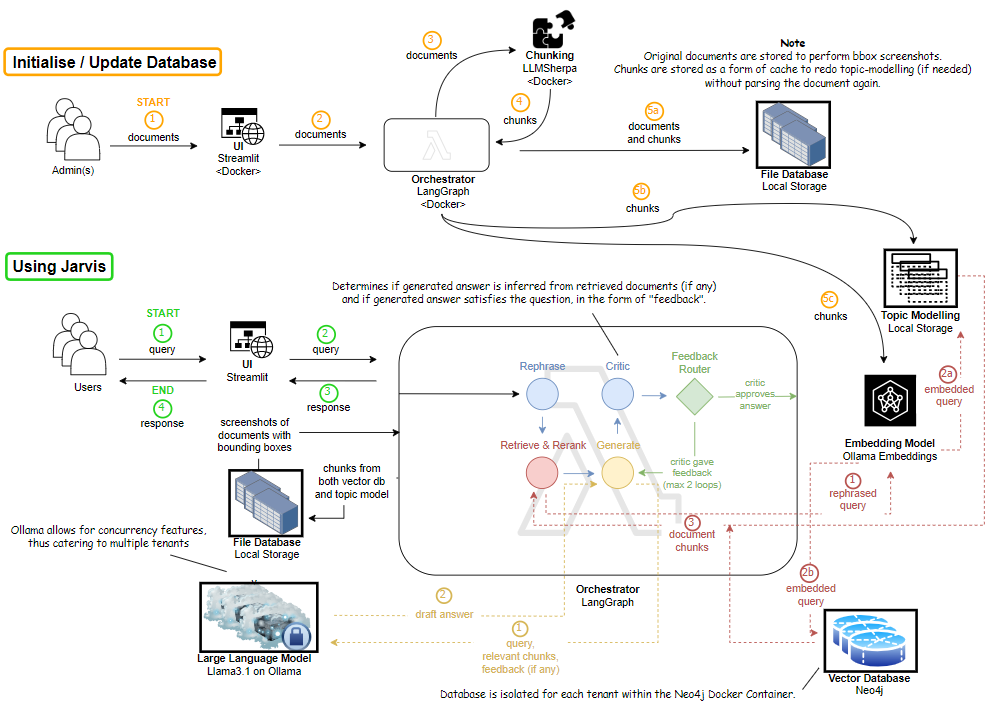 Initialise / Update Database
START
1
documents
Admin(s)
UI
Streamlit
<Docker>
2
documents
3
documents
Chunking
LLMSherpa
<Docker>
4
chunks
Orchestrator
LangGraph
<Docker>
Note
Original documents are stored to perform bbox screenshots.
Chunks are stored as a form of cache to redo topic-modelling (if needed)
without parsing the document again.
5a
documents
and chunks
File Database
Local Storage
5b
chunks
Topic Modelling
Local Storage
5c
chunks
Embedding Model
Ollama Embeddings
Using Jarvis
START
1
query
END
4
response
Users
UI
Streamlit
2
query
3
response
Determines if generated answer is inferred from retrieved documents (if any)
and if generated answer satisfies the question, in the form of "feedback".
Rephrase
Critic
Feedback
Router
critic
approves
answer
Retrieve & Rerank
Generate
critic gave
feedback
(max 2 loops)
Orchestrator
LangGraph
screenshots of
documents with
bounding boxes
chunks from
both vector db
and topic model
File Database
Local Storage
Ollama allows for concurrency features,
thus catering to multiple tenants
Large Language Model
Llama3.1 on Ollama
2
draft answer
1
query,
relevant chunks,
feedback (if any)
1
rephrased
query
2a
embedded
query
2b
embedded
query
3
document
chunks
Vector Database
Neo4j
Database is isolated for each tenant within the Neo4j Docker Container.